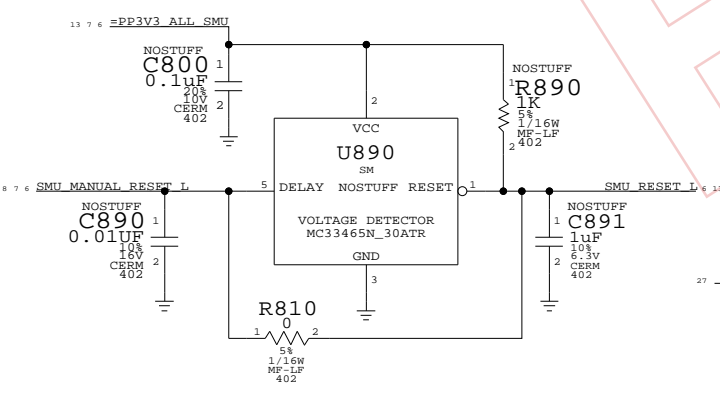 13 7 6 =PP3V3_ALL_SMU
NOSTUFF
C800
0.1uF
20%
10V
CERM
402
1
2
NOSTUFF
R890
1K
5%
1/16W
MF-LF
402
1
2
2
VCC
U890
SM
5 DELAY NOSTUFF RESET 1
VOLTAGE DETECTOR
MC33465N_30ATR
GND
3
8 7 6 SMU_MANUAL_RESET_L
SMU_RESET_L 6 13
NOSTUFF
C890
0.01UF
10%
16V
CERM
402
1
2
NOSTUFF
C891
1uF
10%
6.3V
CERM
402
1
2
27
R810
0
1 2
5%
1/16W
MF-LF
402